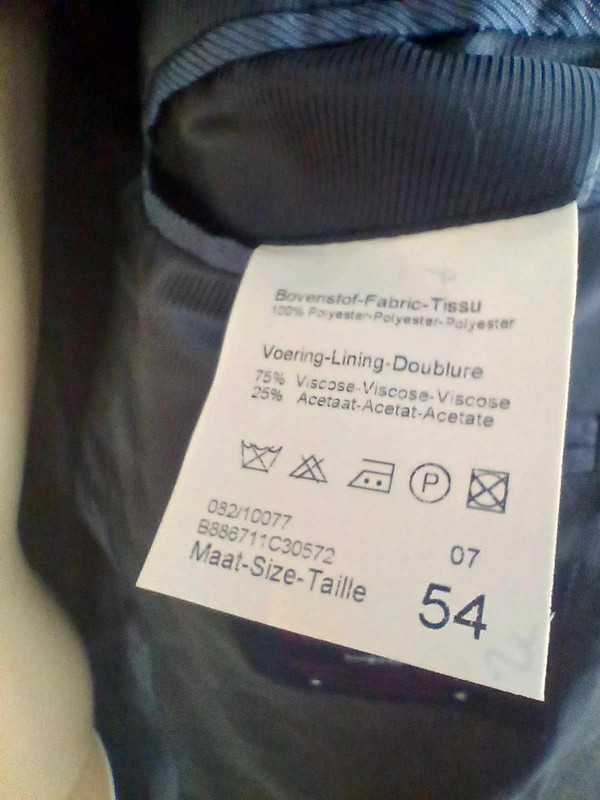 Bovenstof-Fabric-Tissu
100% Polyester-Polyester-Polyester
Voering-Lining-Doublure
75% Viscose-Viscose-Viscose
25% Acetaat-Acetat-Acetate
P
082/10077
B886711C30572 07
Maat-Size-Taille 54